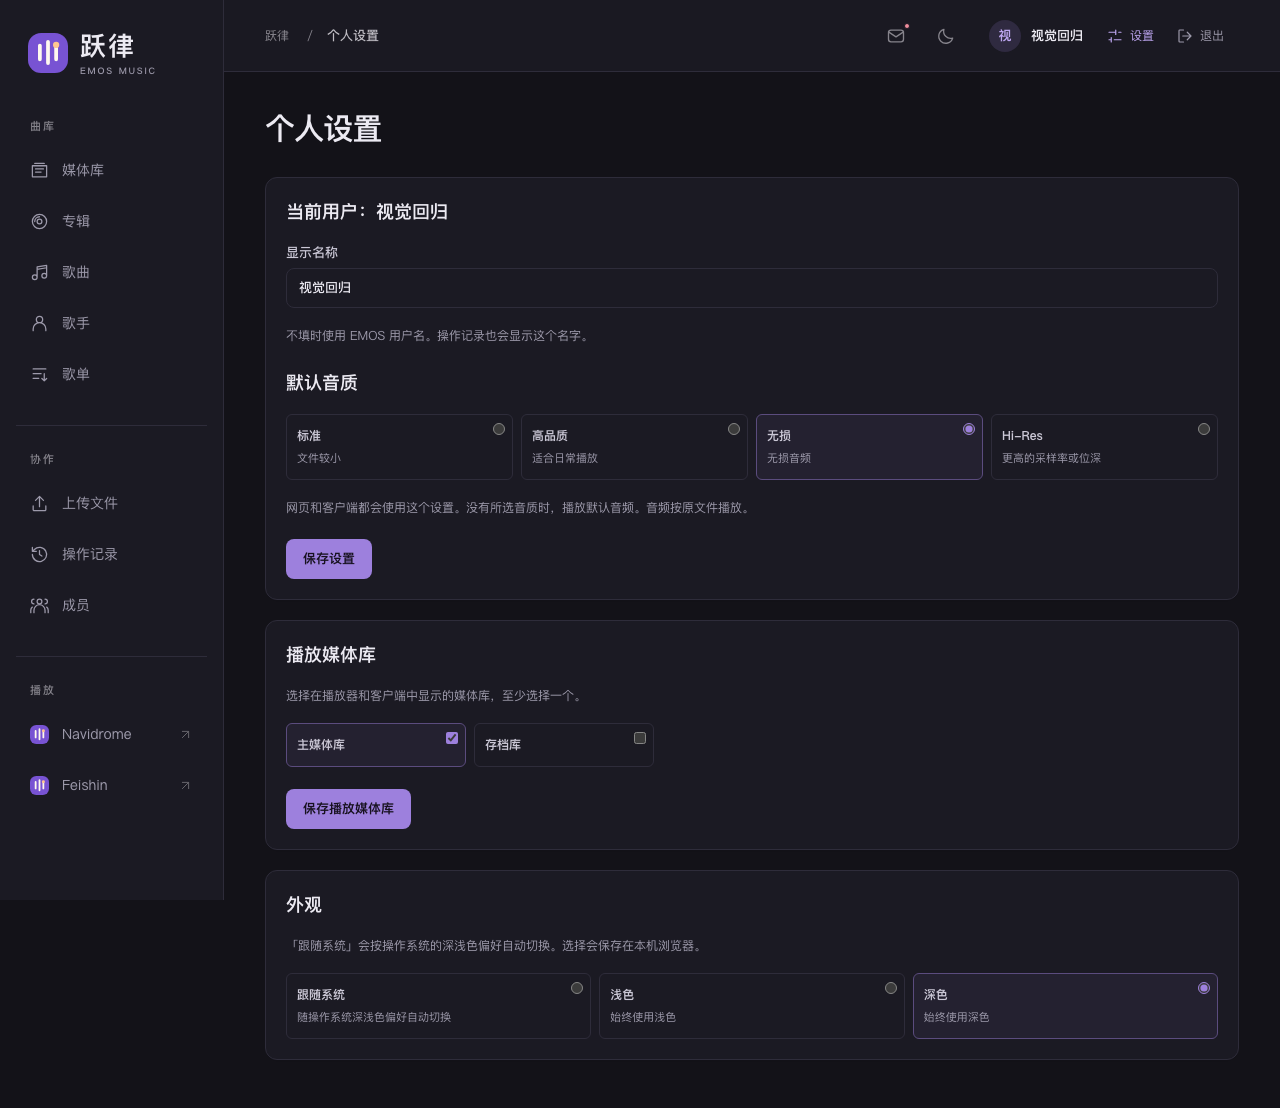 跃律
EMOS MUSIC
曲库
媒体库
专辑
歌曲
歌手
歌单
协作
上传文件
操作记录
成员
播放
Navidrome
Feishin
跃律 / 个人设置
视 视觉回归 设置 退出
个人设置
当前用户：视觉回归
显示名称
视觉回归
不填时使用 EMOS 用户名。操作记录也会显示这个名字。
默认音质
标准
文件较小
高品质
适合日常播放
无损
无损音频
Hi-Res
更高的采样率或位深
网页和客户端都会使用这个设置。没有所选音质时，播放默认音频。音频按原文件播放。
保存设置
播放媒体库
选择在播放器和客户端中显示的媒体库，至少选择一个。
主媒体库
存档库
保存播放媒体库
外观
「跟随系统」会按操作系统的深浅色偏好自动切换。选择会保存在本机浏览器。
跟随系统
随操作系统深浅色偏好自动切换
浅色
始终使用浅色
深色
始终使用深色